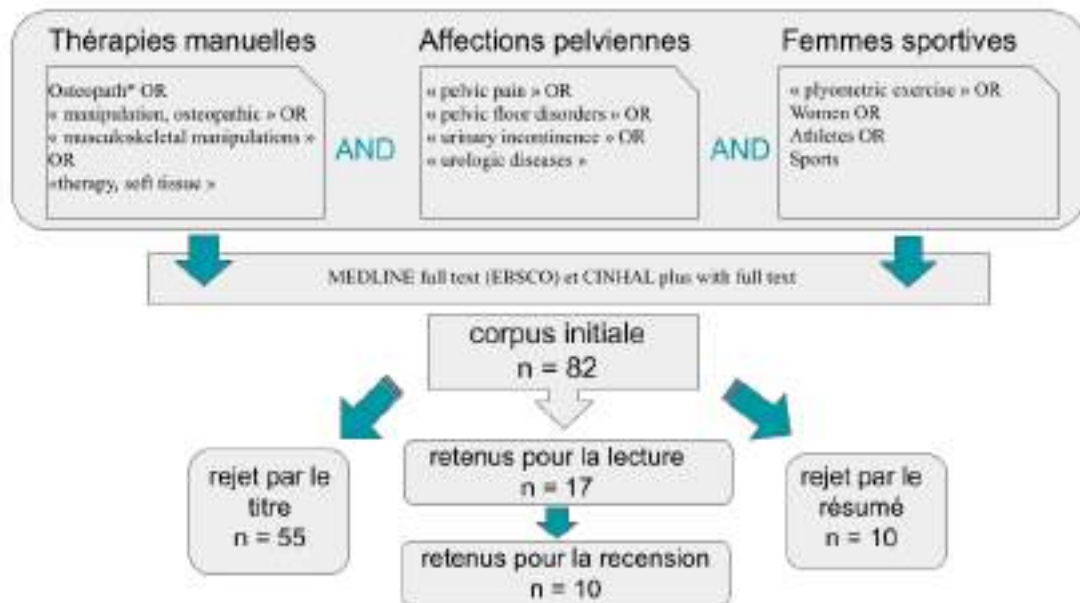 Thérapies manuelles
Osteopath* OR
« manipulation, osteopathic » OR
« musculoskeletal manipulations »
OR
«therapy, soft tissue »
AND
Affections pelviennes
« pelvic pain » OR
« pelvic floor disorders » OR
« urinary incontinence » OR
« urologic diseases »
AND
Femmes sportives
« plyometric exercise » OR
Women OR
Athletes OR
Sports
MEDLINE full text (EBSCO) et CINHAL plus with full text
corpus initiale
n = 82
rejet par le
titre
n = 55
retenus pour la lecture
n = 17
rejet par le
résumé
n = 10
retenus pour la recension
n = 10